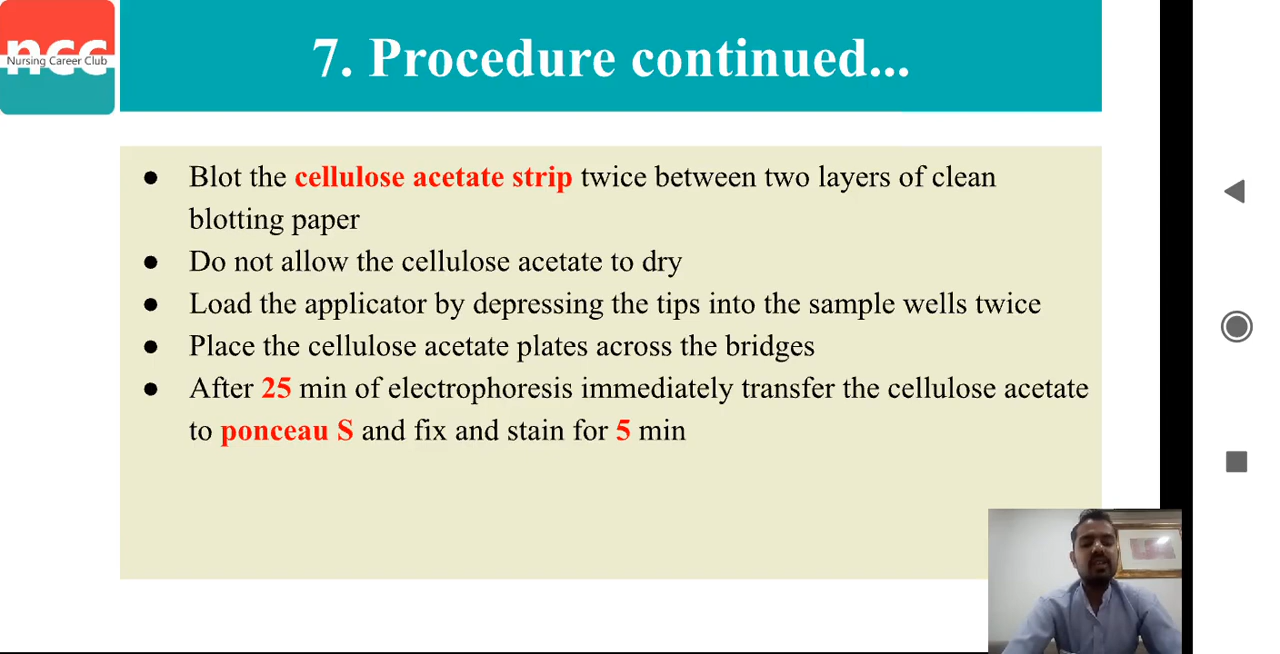 ncc
Nursing Career Club
7. Procedure continued...
● Blot the cellulose acetate strip twice between two layers of clean
blotting paper
● Do not allow the cellulose acetate to dry
● Load the applicator by depressing the tips into the sample wells twice
● Place the cellulose acetate plates across the bridges
● After 25 min of electrophoresis immediately transfer the cellulose acetate
to ponceau S and fix and stain for 5 min